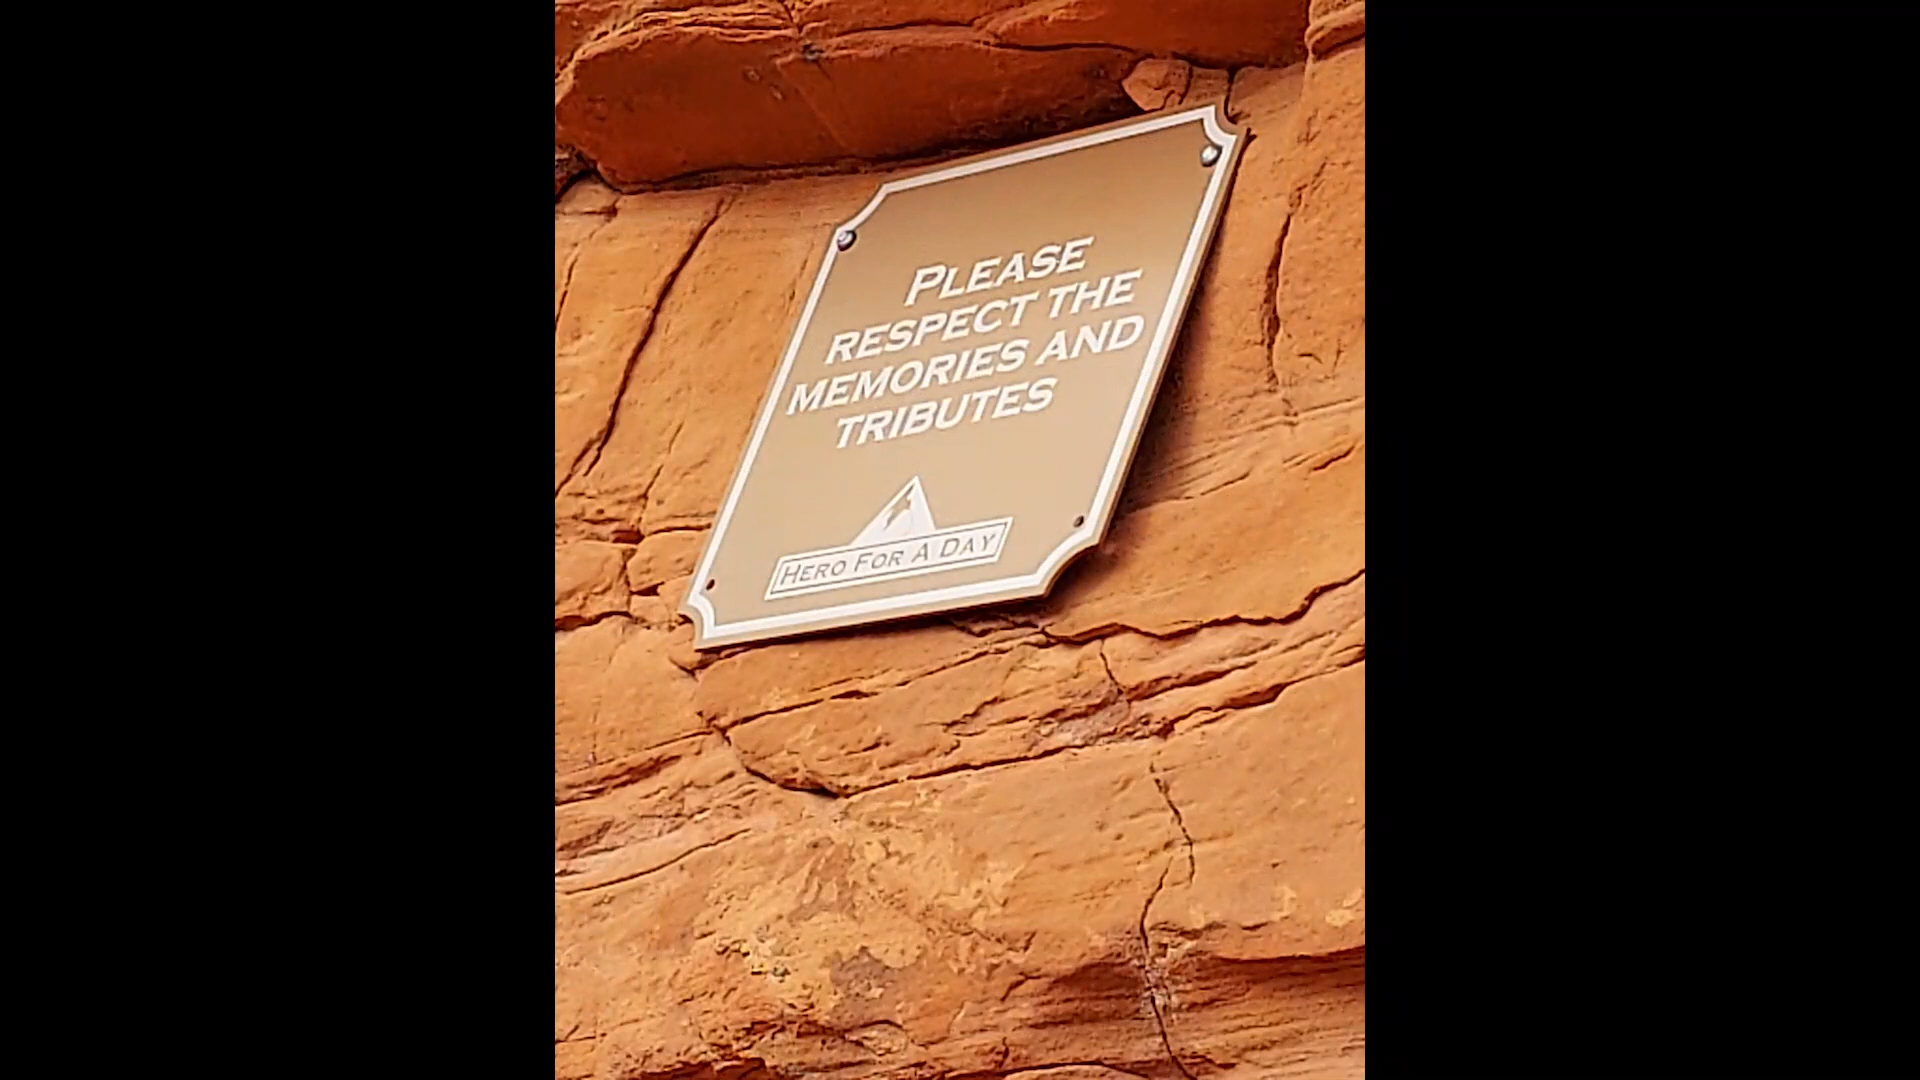 PLEASE
RESPECT THE
MEMORIES AND
TRIBUTES
HERO FOR A DAY